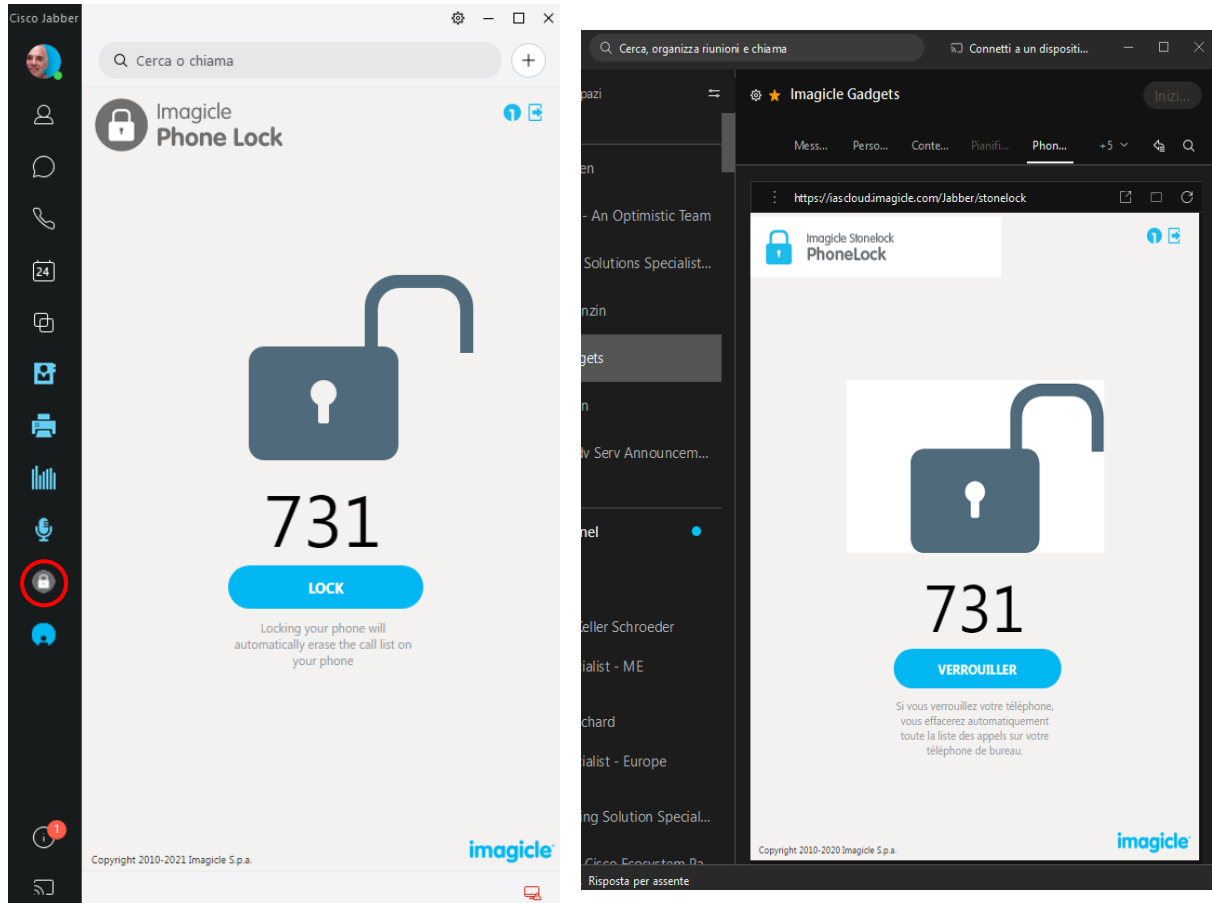 Cisco Jabber
Cerca o chiama
Imagicle
Phone Lock
24
731
LOCK
Locking your phone will
automatically erase the call list on
your phone
1
imagicle
Copyright 2010-2021 Imagicle S.p.a.
Cerca, organizza riunioni e chiama
Connetti a un dispositi...
pazi
Imagicle Gadgets
Inizi...
Mess...
Perso...
Conte...
Pianifi...
Phon...
+5
en
- An Optimistic Team
Solutions Specialist...
nzin
gets
n
dv Serv Announcem...
nel
Keller Schroeder
ialist - ME
chard
ialist - Europe
ing Solution Special...
Cisco Ecosystem Pa
https://iascloud.imagicle.com/Jabber/stonelock
Imagicle Stonelock
PhoneLock
731
VERROUILLER
Si vous verrouillez votre téléphone,
vous effacerez automatiquement
toute la liste des appels sur votre
téléphone de bureau.
imagicle
Copyright 2010-2020 Imagicle S.p.a.
Risposta per assente